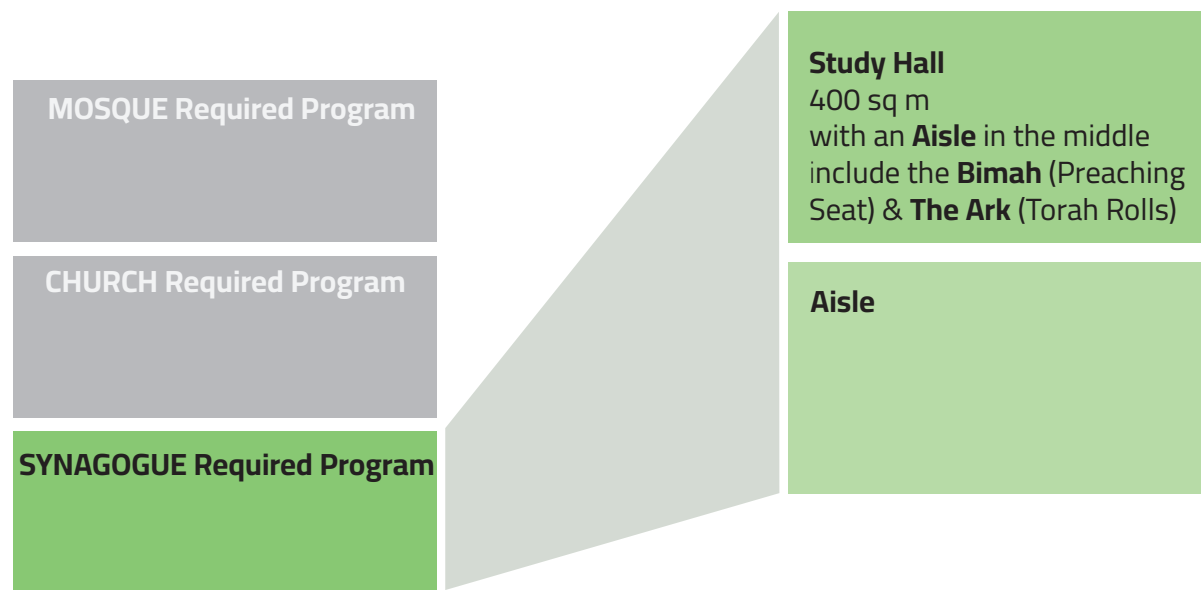 MOSQUE Required Program
CHURCH Required Program
SYNAGOGUE Required Program
Study Hall
400 sq m
with an Aisle in the middle
include the Bimah (Preaching
Seat) & The Ark (Torah Rolls)
Aisle